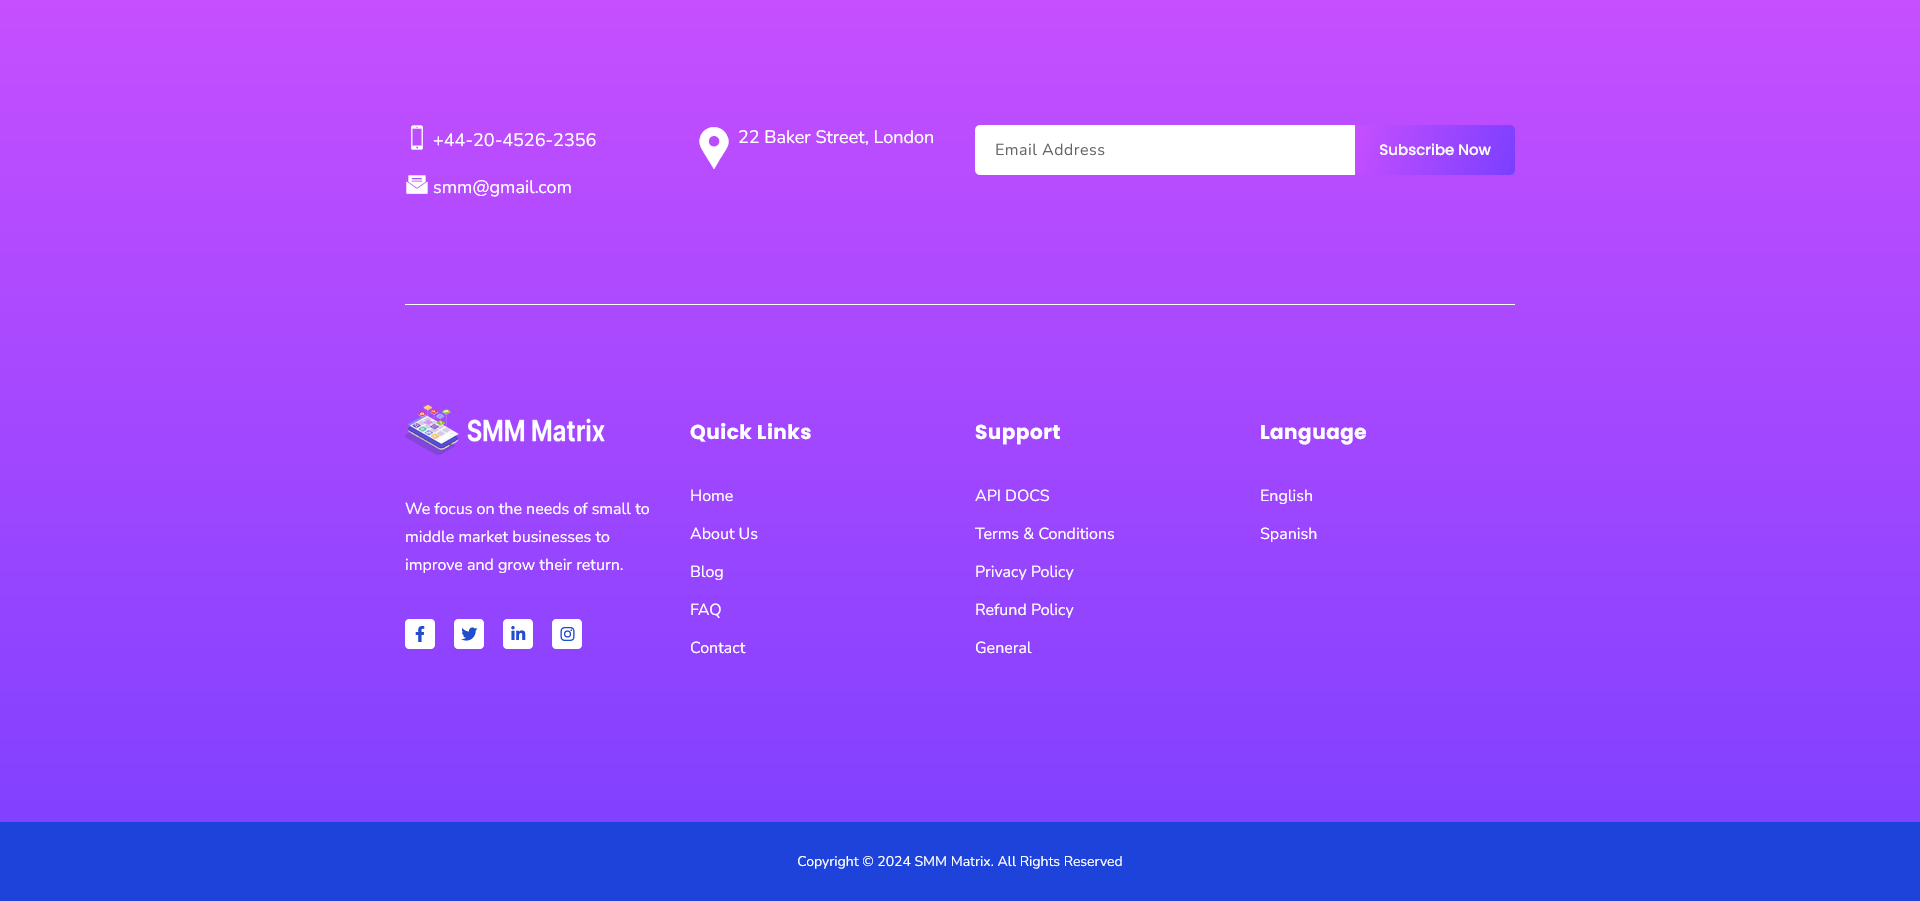 +44-20-4526-2356
smm@gmail.com
22 Baker Street, London
Email Address
Subscribe Now
SMM Matrix
We focus on the needs of small to
middle market businesses to
improve and grow their return.
Quick Links
Home
About Us
Blog
FAQ
Contact
Support
API DOCS
Terms & Conditions
Privacy Policy
Refund Policy
General
Language
English
Spanish
Copyright © 2024 SMM Matrix. All Rights Reserved